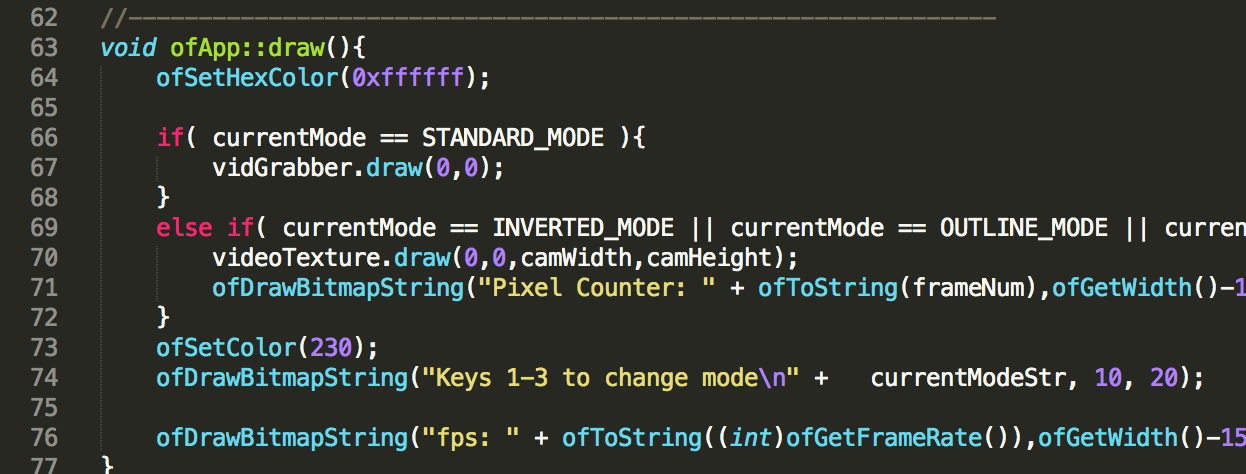 62 //--------------------------------------------------------------
63 void ofApp::draw(){
64 ofSetHexColor(0xffffff);
65
66 if( currentMode == STANDARD_MODE ){
67 vidGrabber.draw(0,0);
68 }
69 else if( currentMode == INVERTED_MODE || currentMode == OUTLINE_MODE || curren
70 videoTexture.draw(0,0,camWidth,camHeight);
71 ofDrawBitmapString("Pixel Counter: " + ofToString(frameNum),ofGetWidth()-1
72 }
73 ofSetColor(230);
74 ofDrawBitmapString("Keys 1-3 to change mode\n" +   currentModeStr, 10, 20);
75
76 ofDrawBitmapString("fps: " + ofToString((int)ofGetFrameRate()),ofGetWidth()-15
77 }